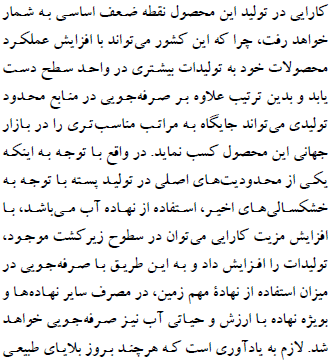 کارایی در تولید این محصول نقطه ضعف اساسی به شمار
خواهد رفت، چرا که این کشور می‌تواند با افزایش عملکرد
محصولات خود به تولیدات بیشتری در واحد سطح دست
یابد و بدین ترتیب علاوه بر صرفه‌جویی در منابع محدود
تولیدی می‌تواند جایگاه به مراتب مناسب‌تری را در بازار
جهانی این محصول کسب نماید. در واقع با توجه به اینکه
یکی از محدودیت‌های اصلی در تولید پسته با توجه به
خشکسالی‌های اخیر، استفاده از نهاده آب می‌باشد، با
افزایش مزیت کارایی می‌توان در سطوح زیرکشت موجود،
تولیدات را افزایش داد و به این طریق با صرفه‌جویی در
میزان استفاده از نهادهٔ مهم زمین، در مصرف سایر نهاده‌ها و
بویژه نهاده با ارزش و حیاتی آب نیز صرفه‌جویی خواهد
شد. لازم به یادآوری است که هرچند بروز بلایای طبیعی